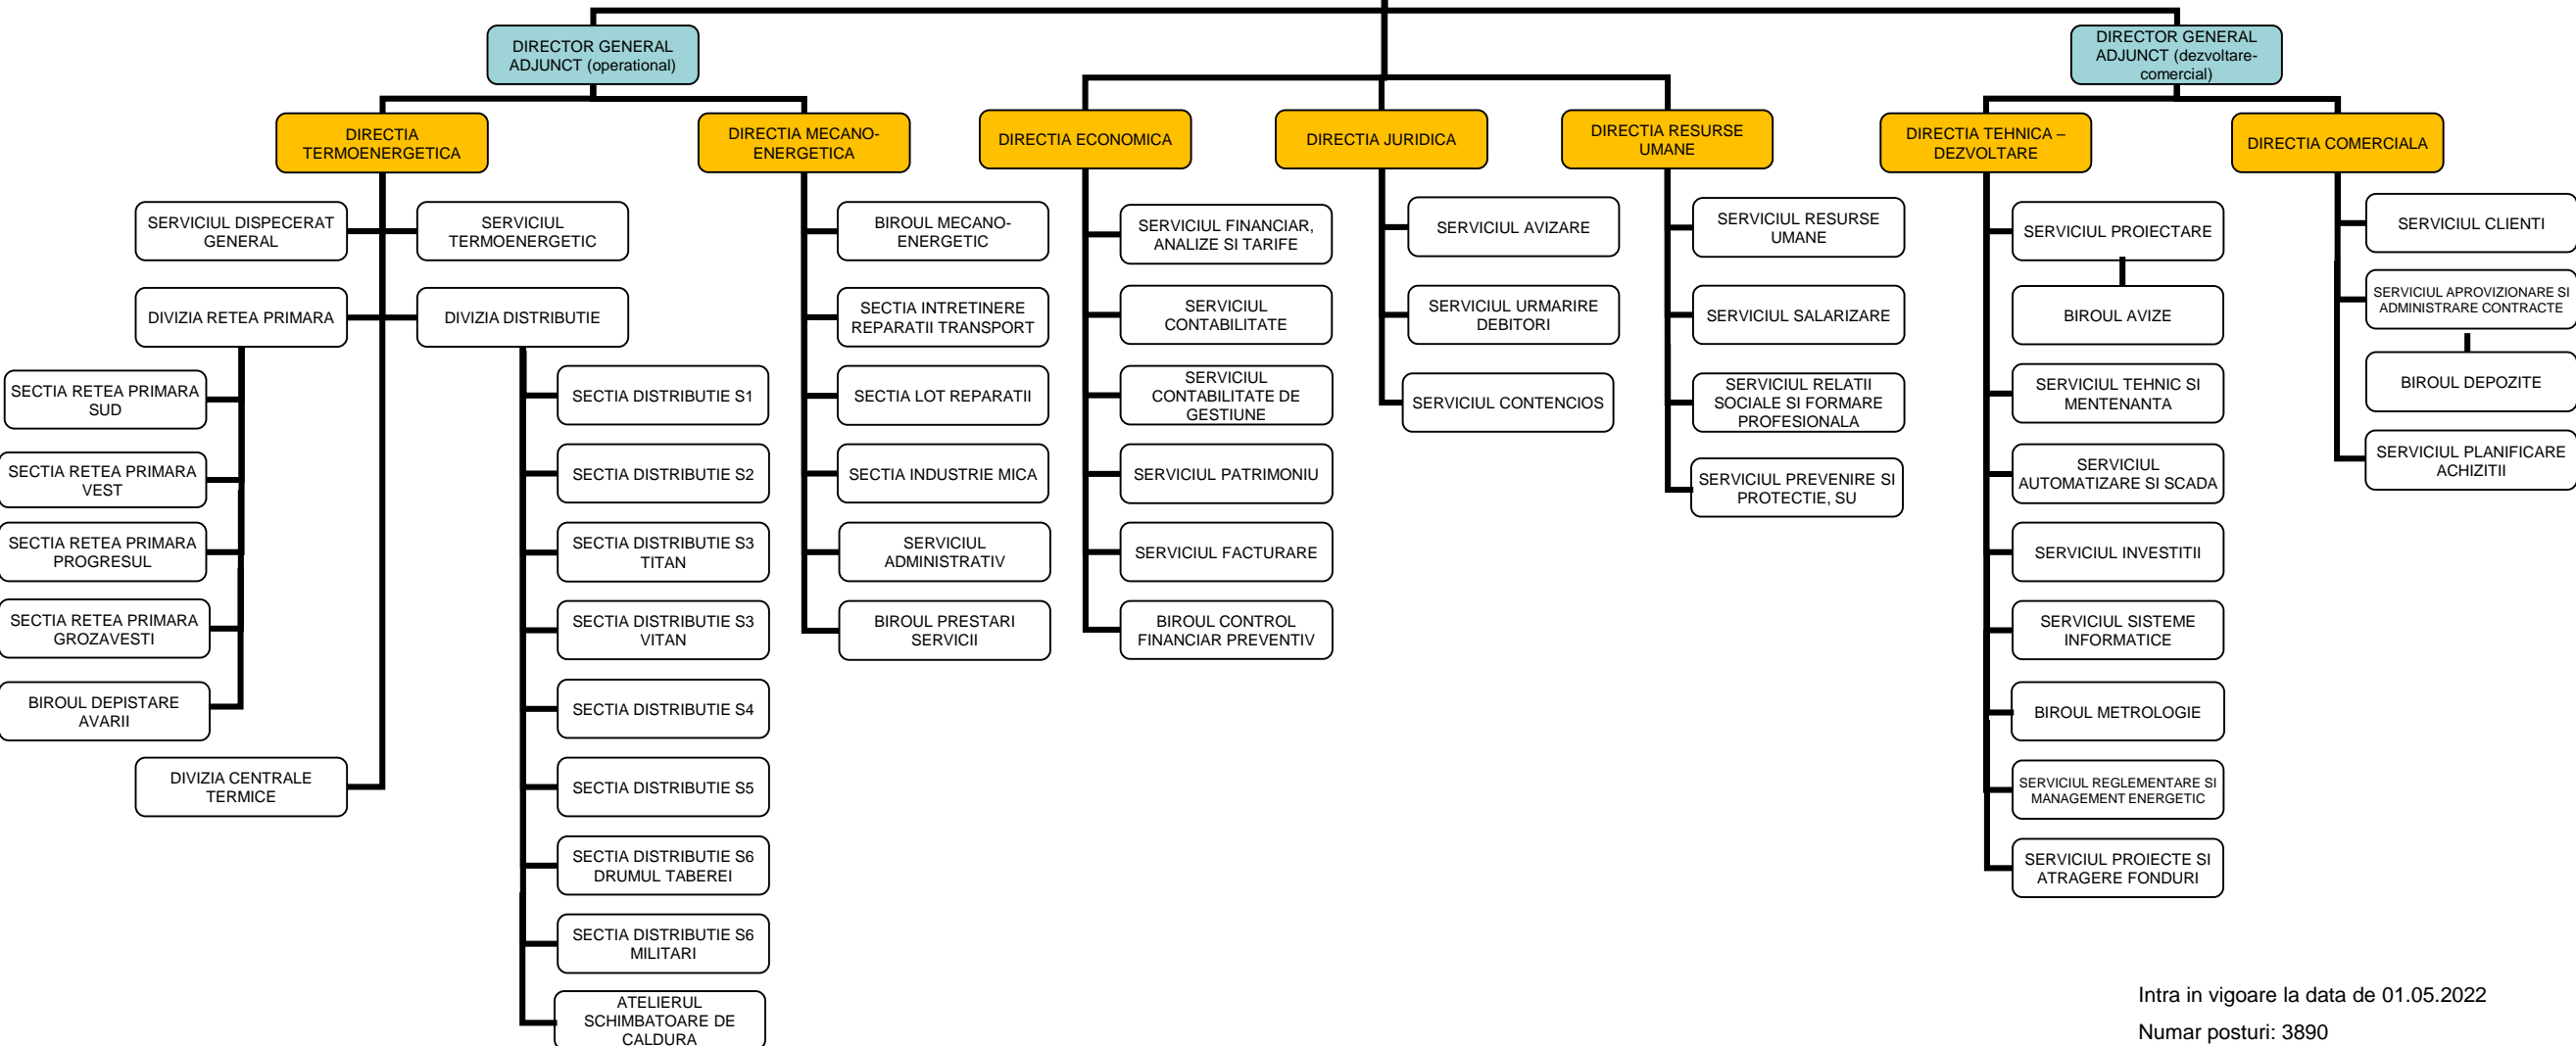 DIRECTOR GENERAL
ADJUNCT (operational)
DIRECTOR GENERAL
ADJUNCT (dezvoltare-
comercial)
DIRECTIA
TERMOENERGETICA
DIRECTIA MECANO-
ENERGETICA
DIRECTIA ECONOMICA
DIRECTIA JURIDICA
DIRECTIA RESURSE
UMANE
DIRECTIA TEHNICA –
DEZVOLTARE
DIRECTIA COMERCIALA
SERVICIUL DISPECERAT
GENERAL
SERVICIUL
TERMOENERGETIC
DIVIZIA RETEA PRIMARA
DIVIZIA DISTRIBUTIE
SECTIA RETEA PRIMARA
SUD
SECTIA RETEA PRIMARA
VEST
SECTIA RETEA PRIMARA
PROGRESUL
SECTIA RETEA PRIMARA
GROZAVESTI
BIROUL DEPISTARE
AVARII
DIVIZIA CENTRALE
TERMICE
SECTIA DISTRIBUTIE S1
SECTIA DISTRIBUTIE S2
SECTIA DISTRIBUTIE S3
TITAN
SECTIA DISTRIBUTIE S3
VITAN
SECTIA DISTRIBUTIE S4
SECTIA DISTRIBUTIE S5
SECTIA DISTRIBUTIE S6
DRUMUL TABEREI
SECTIA DISTRIBUTIE S6
MILITARI
ATELIERUL
SCHIMBATOARE DE
CALDURA
BIROUL MECANO-
ENERGETIC
SECTIA INTRETINERE
REPARATII TRANSPORT
SECTIA LOT REPARATII
SECTIA INDUSTRIE MICA
SERVICIUL
ADMINISTRATIV
BIROUL PRESTARI
SERVICII
SERVICIUL FINANCIAR,
ANALIZE SI TARIFE
SERVICIUL
CONTABILITATE
SERVICIUL
CONTABILITATE DE
GESTIUNE
SERVICIUL PATRIMONIU
SERVICIUL FACTURARE
BIROUL CONTROL
FINANCIAR PREVENTIV
SERVICIUL AVIZARE
SERVICIUL URMARIRE
DEBITORI
SERVICIUL CONTENCIOS
SERVICIUL RESURSE
UMANE
SERVICIUL SALARIZARE
SERVICIUL RELATII
SOCIALE SI FORMARE
PROFESIONALA
SERVICIUL PREVENIRE SI
PROTECTIE, SU
SERVICIUL PROIECTARE
BIROUL AVIZE
SERVICIUL TEHNIC SI
MENTENANTA
SERVICIUL
AUTOMATIZARE SI SCADA
SERVICIUL INVESTITII
SERVICIUL SISTEME
INFORMATICE
BIROUL METROLOGIE
SERVICIUL REGLEMENTARE SI
MANAGEMENT ENERGETIC
SERVICIUL PROIECTE SI
ATRAGERE FONDURI
SERVICIUL CLIENTI
SERVICIUL APROVIZIONARE SI
ADMINISTRARE CONTRACTE
BIROUL DEPOZITE
SERVICIUL PLANIFICARE
ACHIZITII
Intra in vigoare la data de 01.05.2022
Numar posturi: 3890